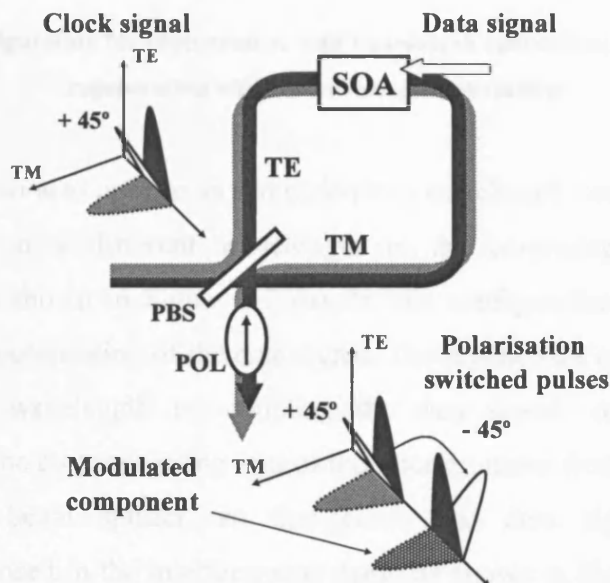 Clock signal
Data signal
TE
SOA
+ 45º
TM
TE
TM
PBS
POL
TE
Polarisation
switched pulses
+ 45º
- 45º
TM
Modulated
component